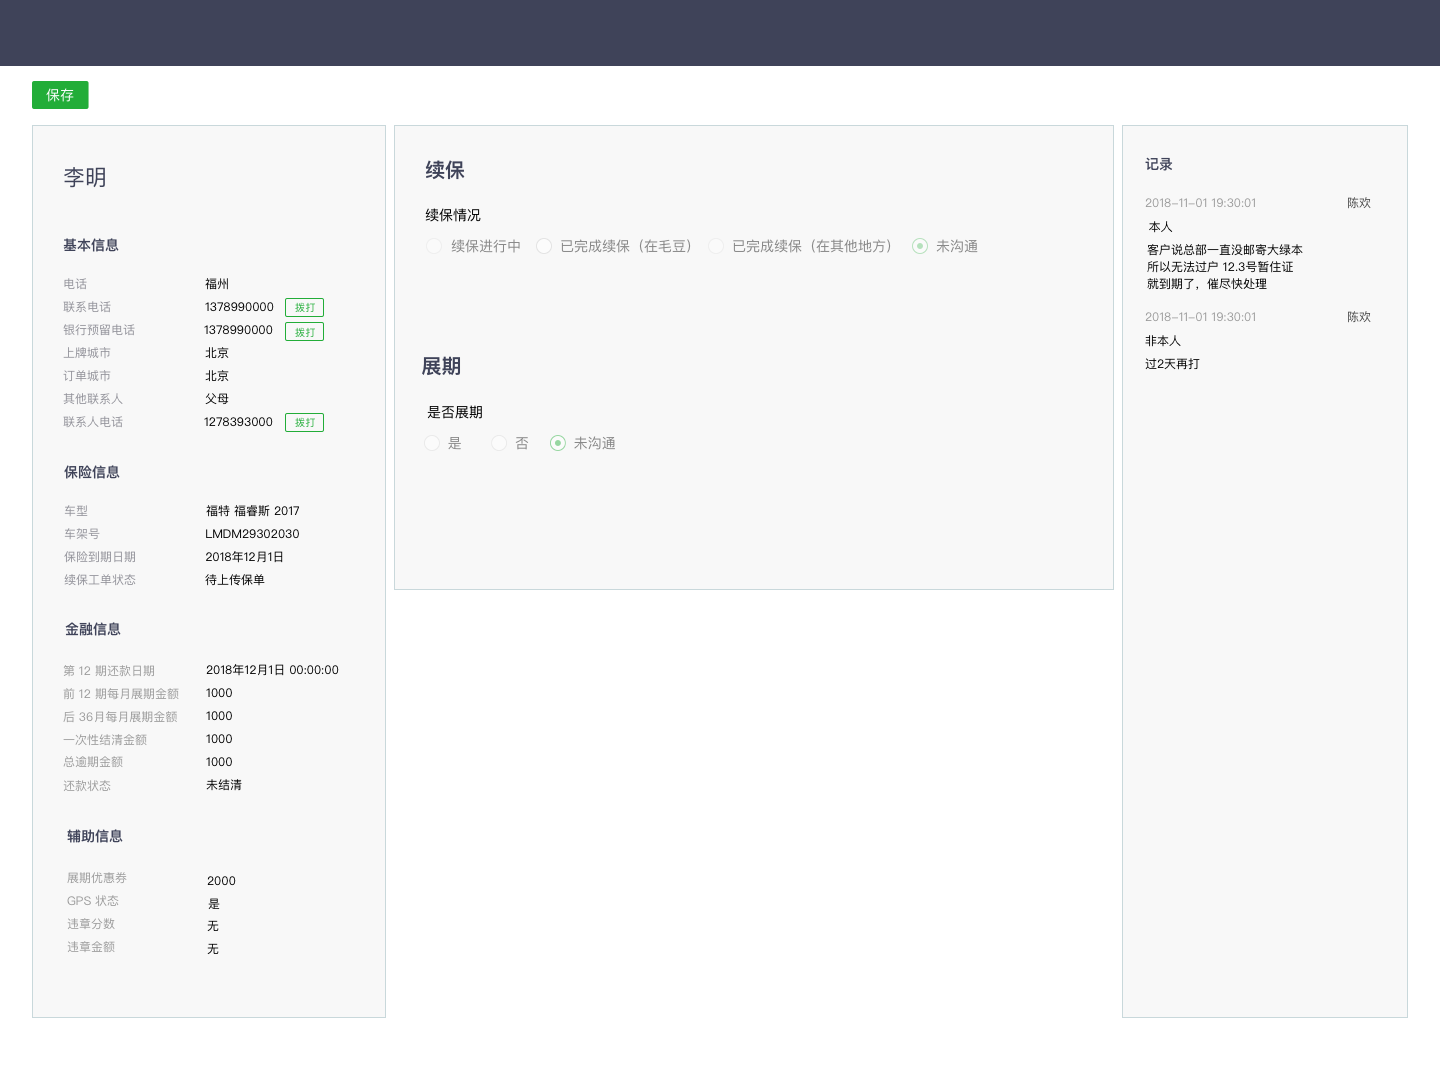 保存
李明
基本信息
电话 福州
联系电话 1378990000 拨打
银行预留电话 1378990000 拨打
上牌城市 北京
订单城市 北京
其他联系人 父母
联系人电话 1278393000 拨打
保险信息
车型 福特 福睿斯 2017
车架号 LMDM29302030
保险到期日期 2018年12月1日
续保工单状态 待上传保单
金融信息
第 12 期还款日期 2018年12月1日 00:00:00
前 12 期每月展期金额 1000
后 36月每月展期金额 1000
一次性结清金额 1000
总逾期金额 1000
还款状态 未结清
辅助信息
展期优惠券 2000
GPS 状态 是
违章分数 无
违章金额 无
续保
续保情况
续保进行中 已完成续保（在毛豆） 已完成续保（在其他地方） 未沟通
展期
是否展期
是 否 未沟通
记录
2018-11-01 19:30:01 陈欢
本人
客户说总部一直没邮寄大绿本
所以无法过户 12.3号暂住证
就到期了，催尽快处理
2018-11-01 19:30:01 陈欢
非本人
过2天再打